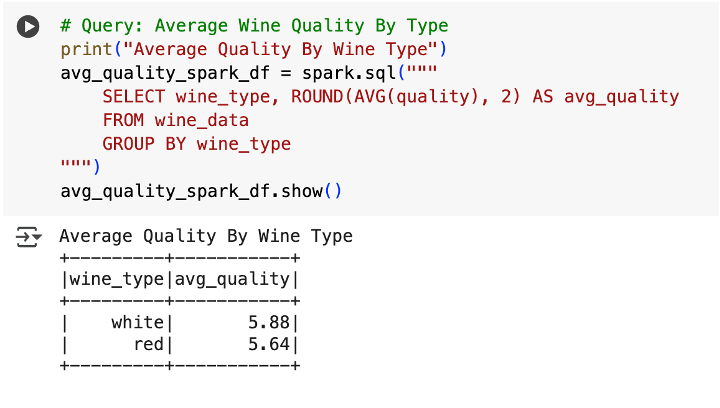 # Query: Average Wine Quality By Type
print("Average Quality By Wine Type")
avg_quality_spark_df = spark.sql("""
    SELECT wine_type, ROUND(AVG(quality), 2) AS avg_quality
    FROM wine_data
    GROUP BY wine_type
""")
avg_quality_spark_df.show()
Average Quality By Wine Type
+---------+-----------+
|wine_type|avg_quality|
+---------+-----------+
|    white|       5.88|
|      red|       5.64|
+---------+-----------+